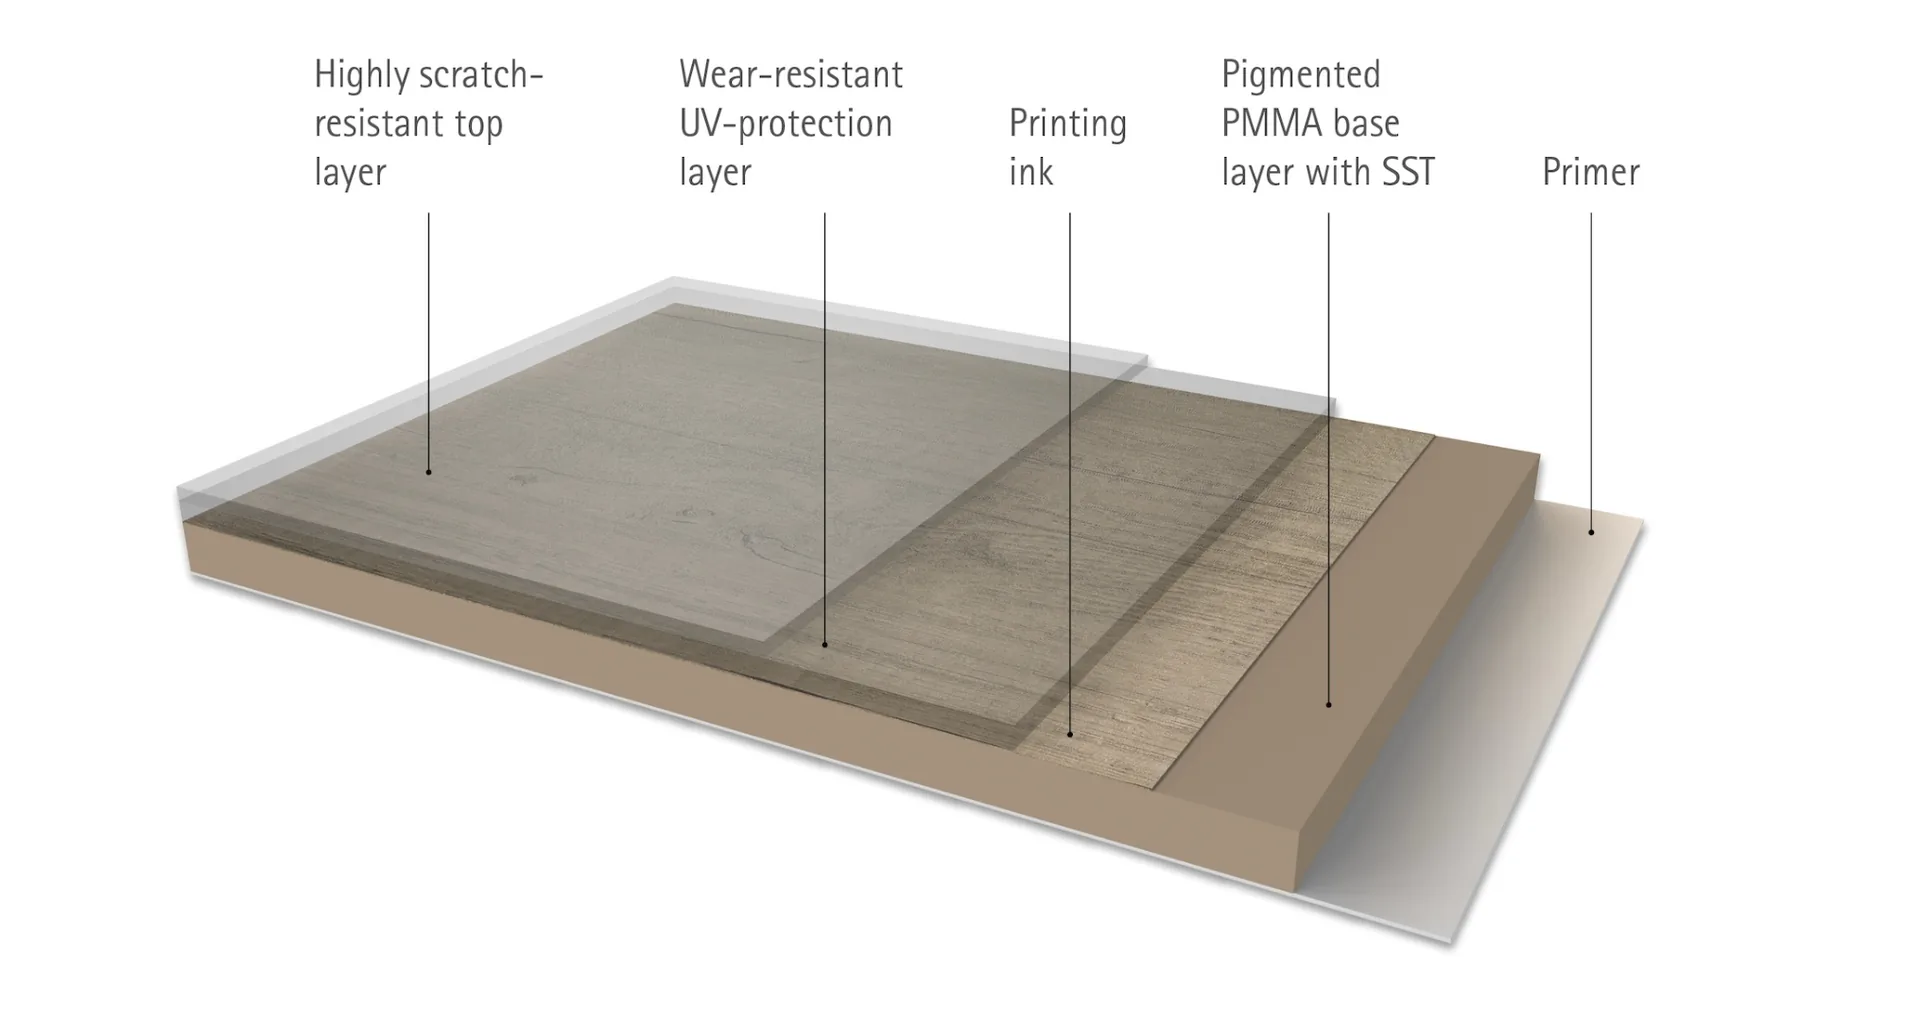 Highly scratch-
resistant top
layer
Wear-resistant
UV-protection
layer
Printing
ink
Pigmented
PMMA base
layer with SST
Primer